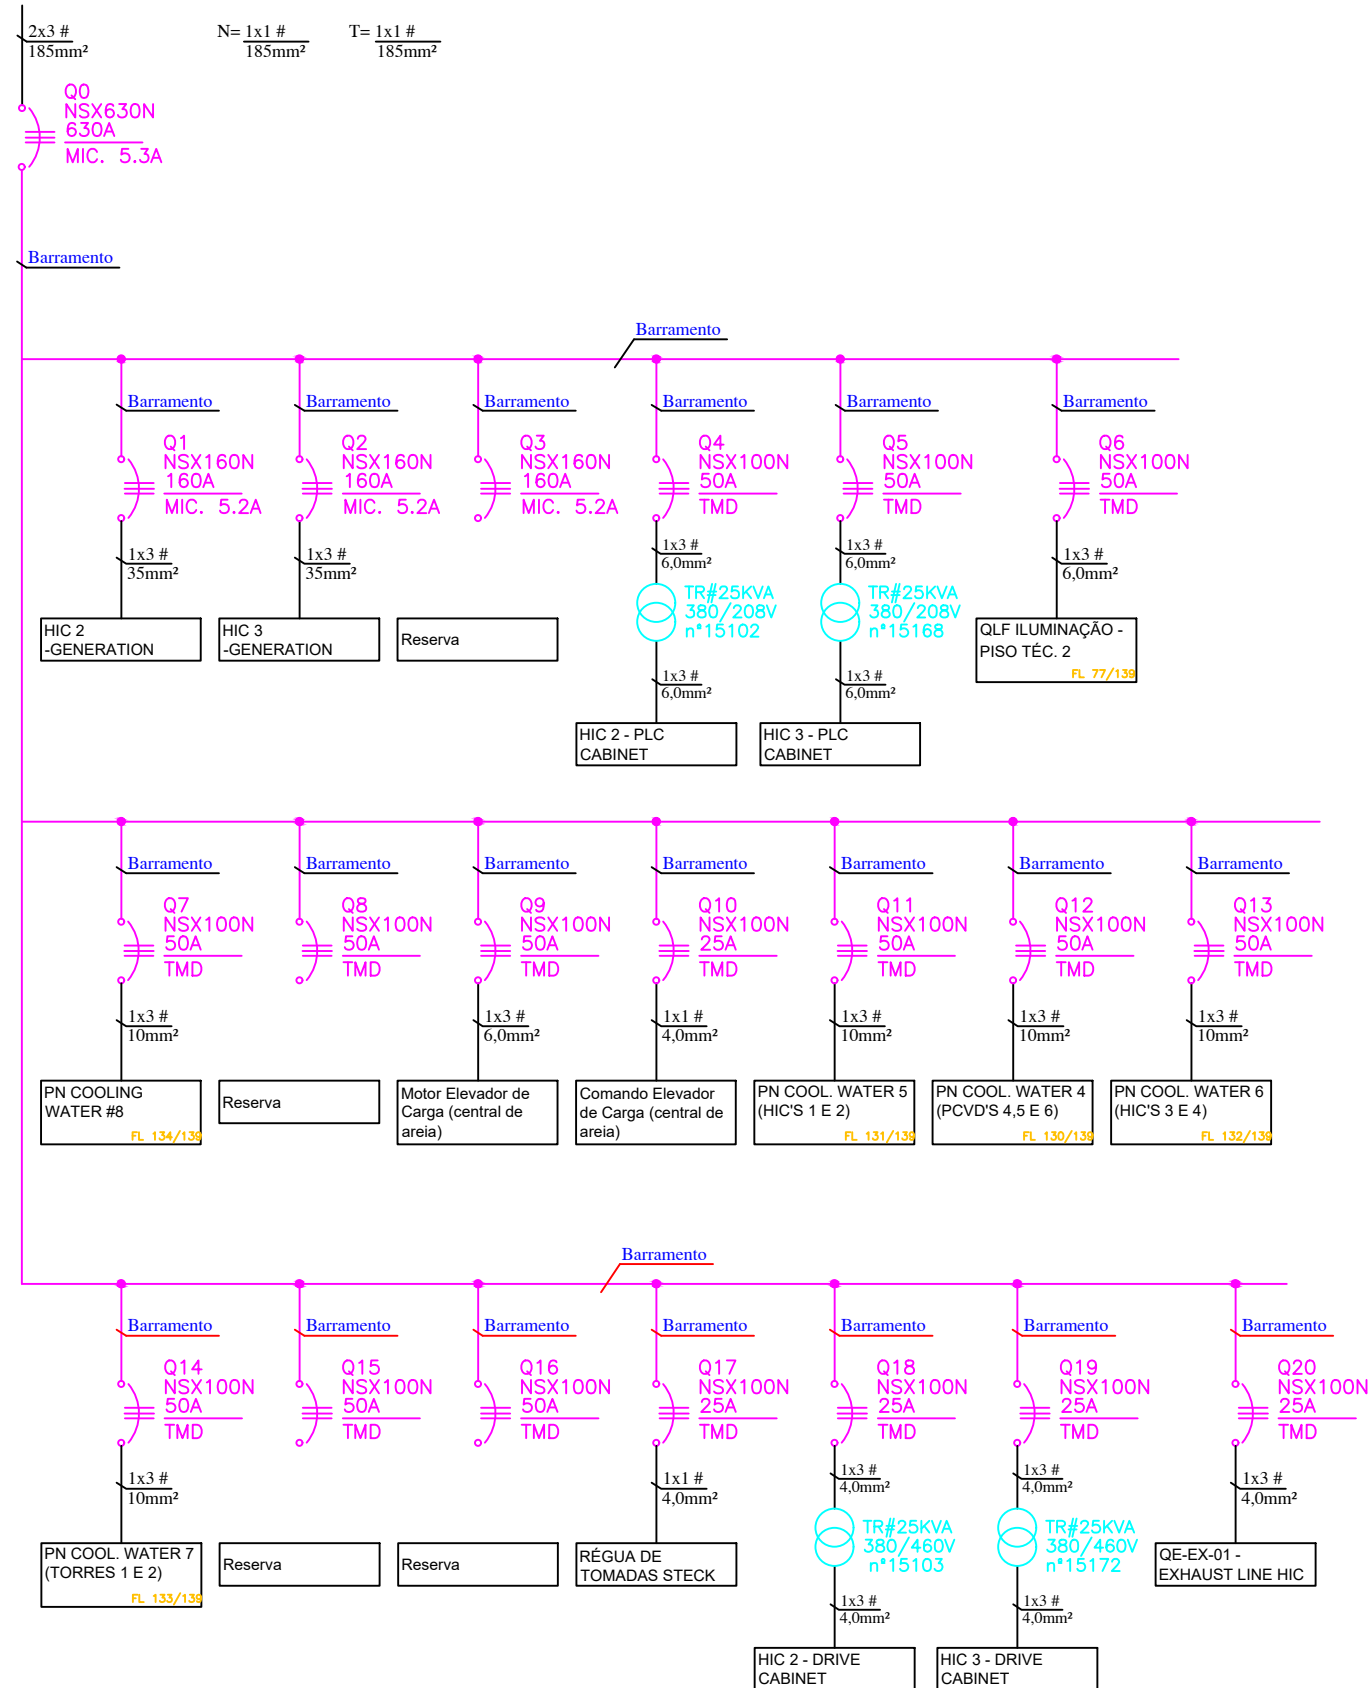 2x3 #
185mm²
N= 1x1 #
185mm²
T= 1x1 #
185mm²
Q0
NSX630N
630A
MIC. 5.3A
Barramento
Barramento
Barramento
Q1
NSX160N
160A
MIC. 5.2A
1x3 #
35mm²
HIC 2
-GENERATION
Barramento
Q2
NSX160N
160A
MIC. 5.2A
1x3 #
35mm²
HIC 3
-GENERATION
Barramento
Q3
NSX160N
160A
MIC. 5.2A
Reserva
Barramento
Q4
NSX100N
50A
TMD
1x3 #
6,0mm²
TR#25KVA
380/208V
n°15102
1x3 #
6,0mm²
HIC 2 - PLC
CABINET
Barramento
Q5
NSX100N
50A
TMD
1x3 #
6,0mm²
TR#25KVA
380/208V
n°15168
1x3 #
6,0mm²
HIC 3 - PLC
CABINET
Barramento
Q6
NSX100N
50A
TMD
1x3 #
6,0mm²
QLF ILUMINAÇÃO -
PISO TÉC. 2
FL 77/139
Barramento
Q7
NSX100N
50A
TMD
1x3 #
10mm²
PN COOLING
WATER #8
FL 134/139
Barramento
Q8
NSX100N
50A
TMD
Reserva
Barramento
Q9
NSX100N
50A
TMD
1x3 #
6,0mm²
Motor Elevador de
Carga (central de
areia)
Barramento
Q10
NSX100N
25A
TMD
1x1 #
4,0mm²
Comando Elevador
de Carga (central de
areia)
Barramento
Q11
NSX100N
50A
TMD
1x3 #
10mm²
PN COOL. WATER 5
(HIC'S 1 E 2)
FL 131/139
Barramento
Q12
NSX100N
50A
TMD
1x3 #
10mm²
PN COOL. WATER 4
(PCVD'S 4,5 E 6)
FL 130/139
Barramento
Q13
NSX100N
50A
TMD
1x3 #
10mm²
PN COOL. WATER 6
(HIC'S 3 E 4)
FL 132/139
Barramento
Barramento
Q14
NSX100N
50A
TMD
1x3 #
10mm²
PN COOL. WATER 7
(TORRES 1 E 2)
FL 133/139
Barramento
Q15
NSX100N
50A
TMD
Reserva
Barramento
Q16
NSX100N
50A
TMD
Reserva
Barramento
Q17
NSX100N
25A
TMD
1x1 #
4,0mm²
RÉGUA DE
TOMADAS STECK
Barramento
Q18
NSX100N
25A
TMD
1x3 #
4,0mm²
TR#25KVA
380/460V
n°15103
1x3 #
4,0mm²
HIC 2 - DRIVE
CABINET
Barramento
Q19
NSX100N
25A
TMD
1x3 #
4,0mm²
TR#25KVA
380/460V
n°15172
1x3 #
4,0mm²
HIC 3 - DRIVE
CABINET
Barramento
Q20
NSX100N
25A
TMD
1x3 #
4,0mm²
QE-EX-01 -
EXHAUST LINE HIC